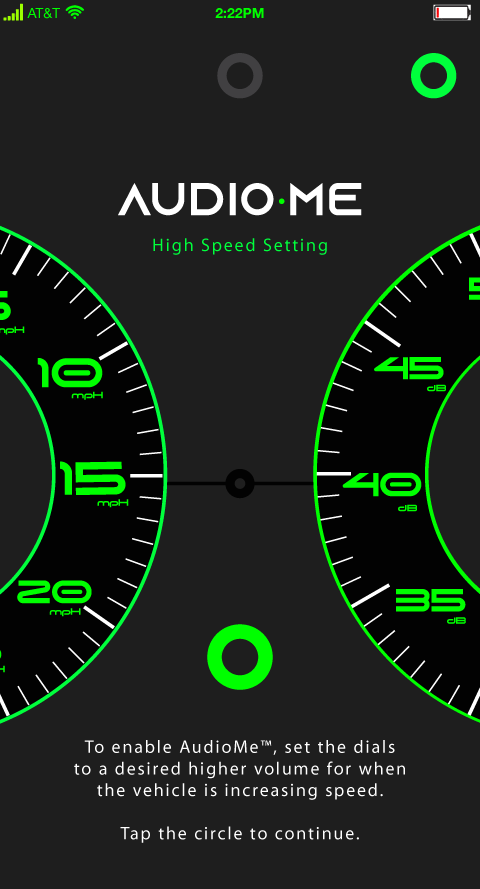 AT&T 2:22PM
AUDIO•ME
High Speed Setting
5
mpH
10
mpH
15
mpH
20
mpH
45
dB
40
dB
35
dB
To enable AudioMe™, set the dials
to a desired higher volume for when
the vehicle is increasing speed.
Tap the circle to continue.